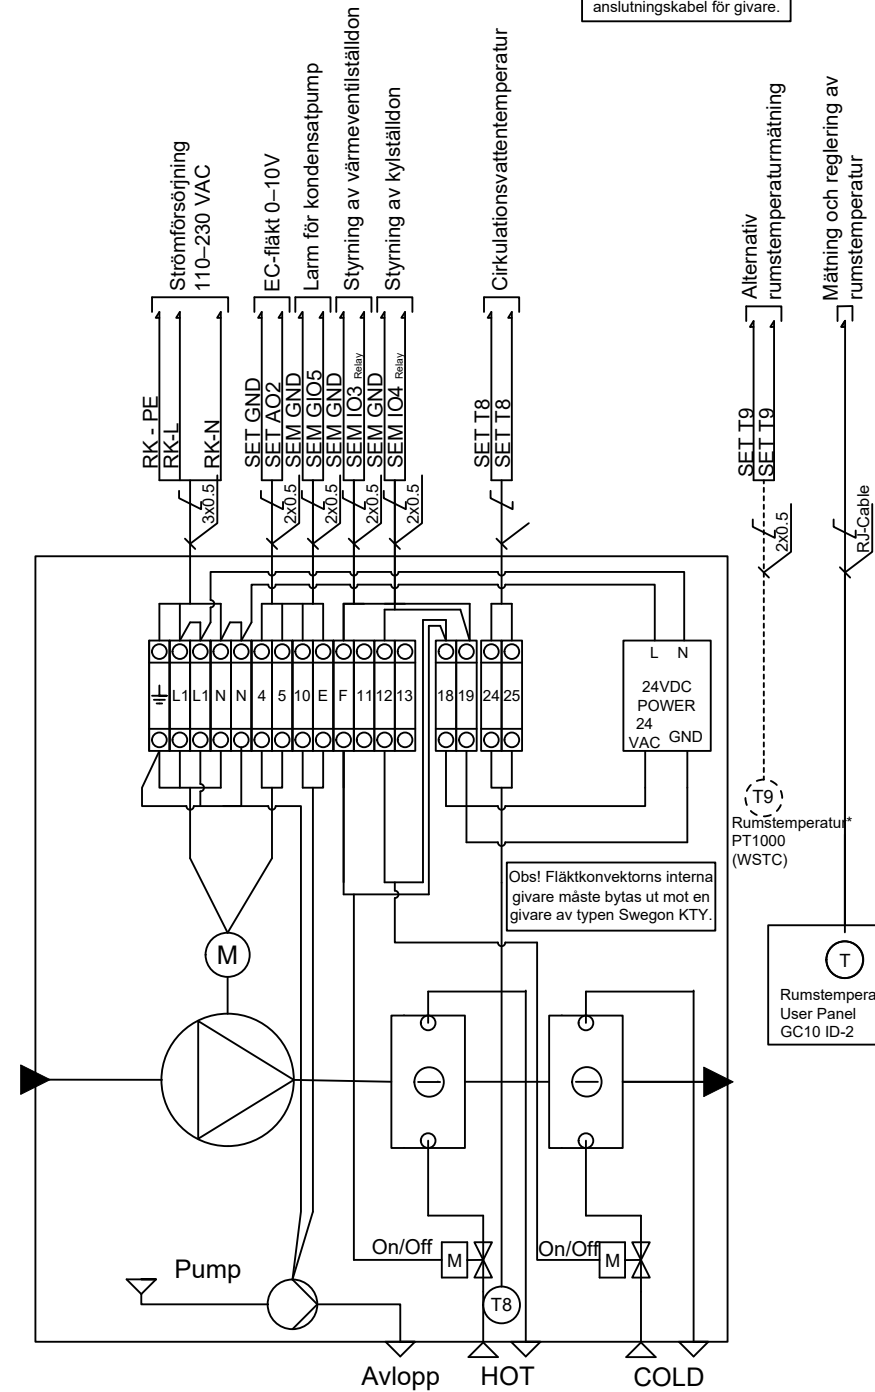 anslutningskabel för givare.
Strömförsörjning
110–230 VAC
EC-fläkt 0–10V
Larm för kondensatpump
Styrning av värmeventilställdon
Styrning av kylställdon
Cirkulationsvattentemperatur
Alternativ
rumstemperaturmätning
Mätning och reglering av
rumstemperatur
RK - PE
RK-L
RK-N
SET GND
SET AO2
SEM GND
SEM GIO5
SEM GND
SEM IO3 Relay
SEM GND
SEM IO4 Relay
SET T8
SET T8
SET T9
SET T9
3x0.5
2x0.5
2x0.5
2x0.5
2x0.5
2x0.5
RJ-Cable
L1 L1 N N 4 5 10 E F 11 12 13 18 19 24 25
L N
24VDC
POWER
24
VAC GND
T9
Rumstemperatur*
PT1000
(WSTC)
Obs! Fläktkonvektorns interna
givare måste bytas ut mot en
givare av typen Swegon KTY.
M
T
Rumstempera
User Panel
GC10 ID-2
On/Off
M
On/Off
M
Pump
T8
Avlopp
HOT
COLD